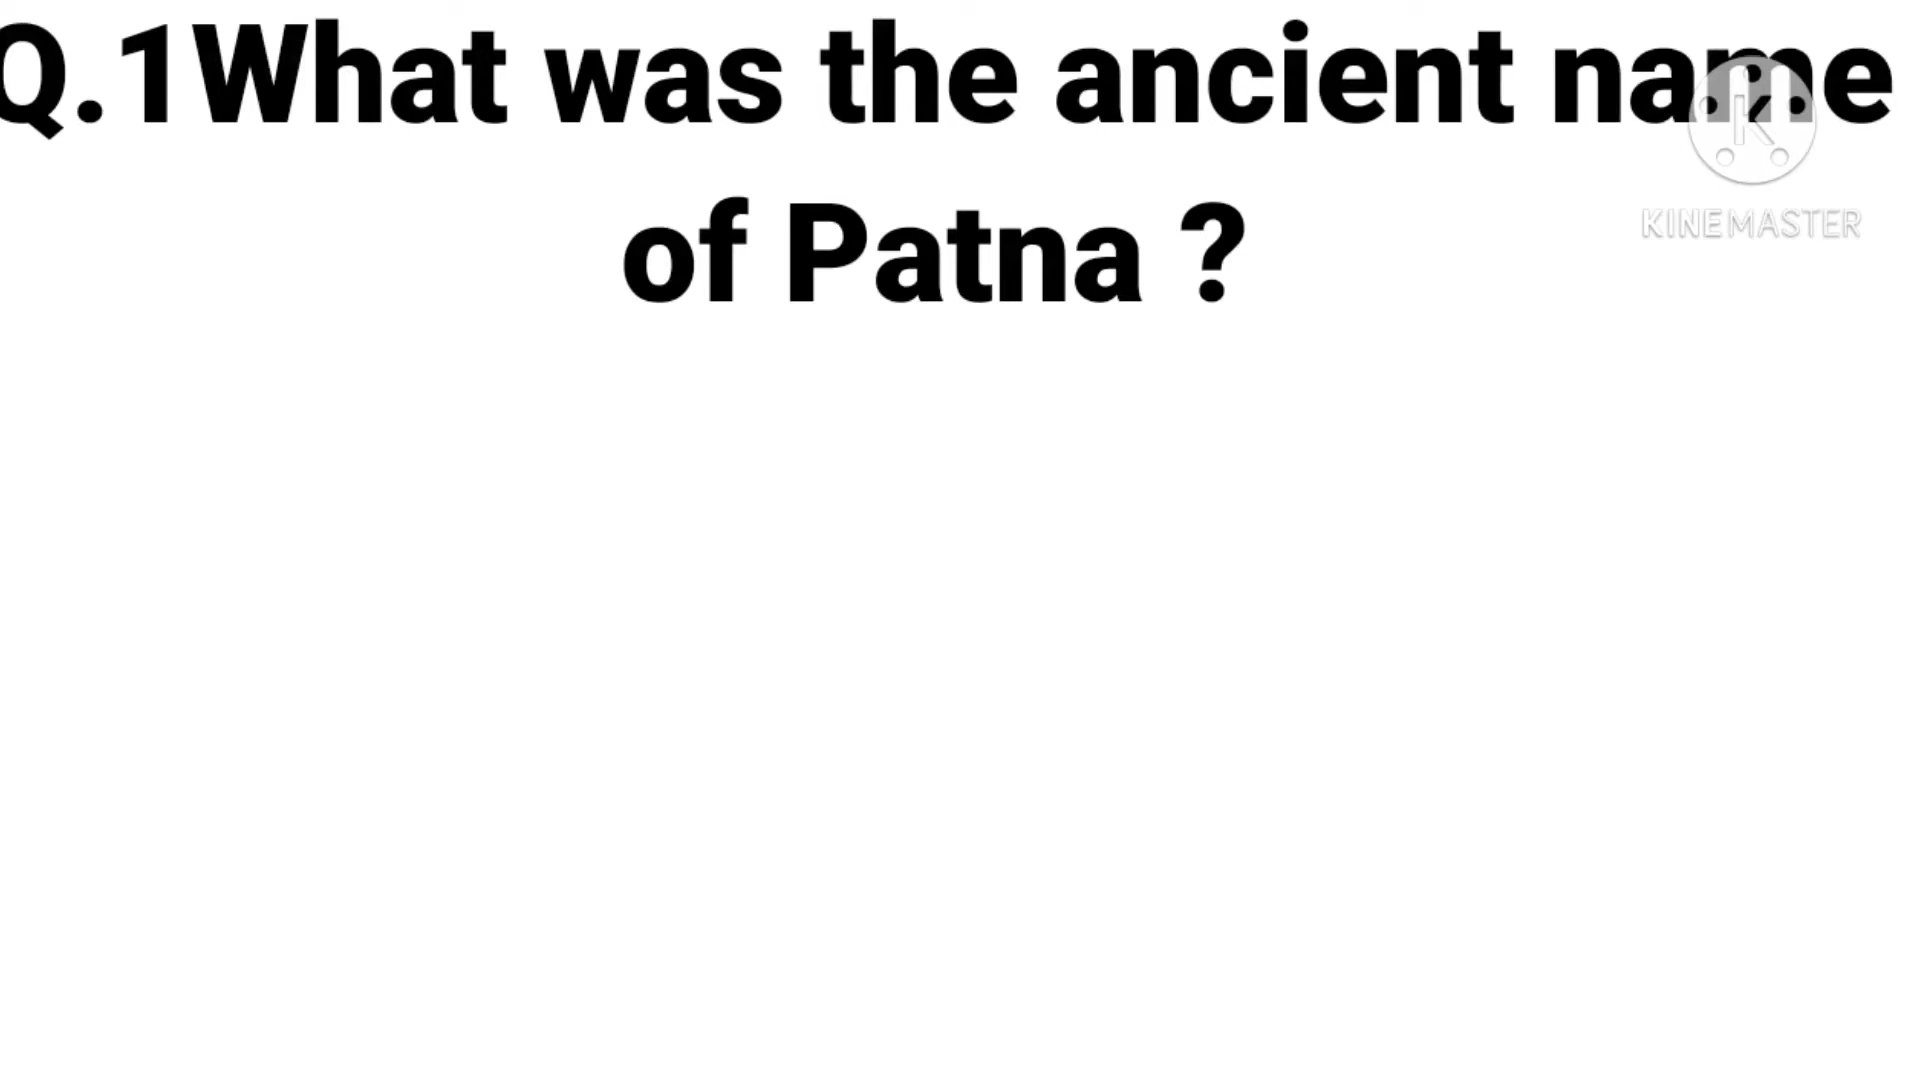 Q.1What was the ancient name
of Patna ?
K
KINEMASTER